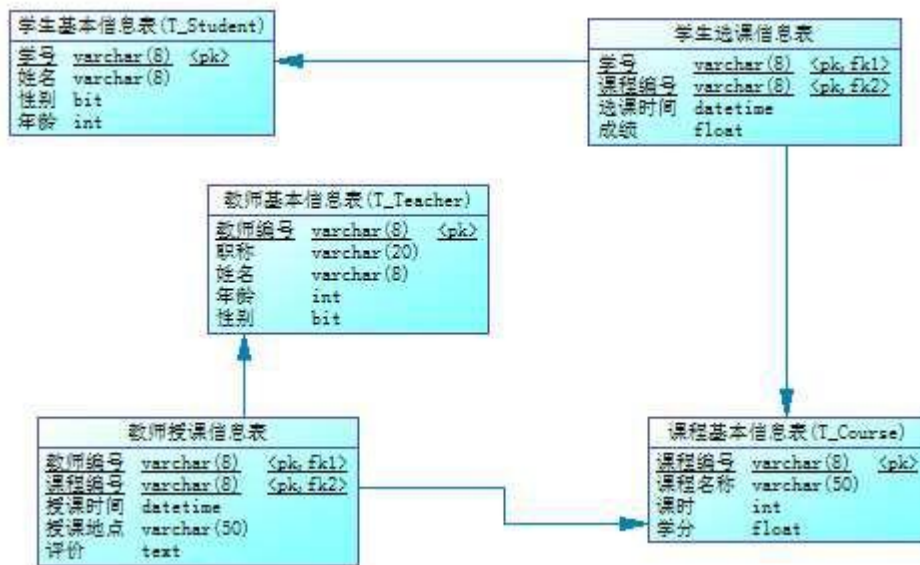 学生基本信息表(T_Student)
学号 varchar(8) <pk>
姓名 varchar(8)
性别 bit
年龄 int
学生选课信息表
学号 varchar(8) <pk,fk1>
课程编号 varchar(8) <pk,fk2>
选课时间 datetime
成绩 float
教师基本信息表(T_Teacher)
教师编号 varchar(8) <pk>
职称 varchar(20)
姓名 varchar(8)
年龄 int
性别 bit
教师授课信息表
教师编号 varchar(8) <pk,fk1>
课程编号 varchar(8) <pk,fk2>
授课时间 datetime
授课地点 varchar(50)
评价 text
课程基本信息表(T_Course)
课程编号 varchar(8) <pk>
课程名称 varchar(50)
课时 int
学分 float